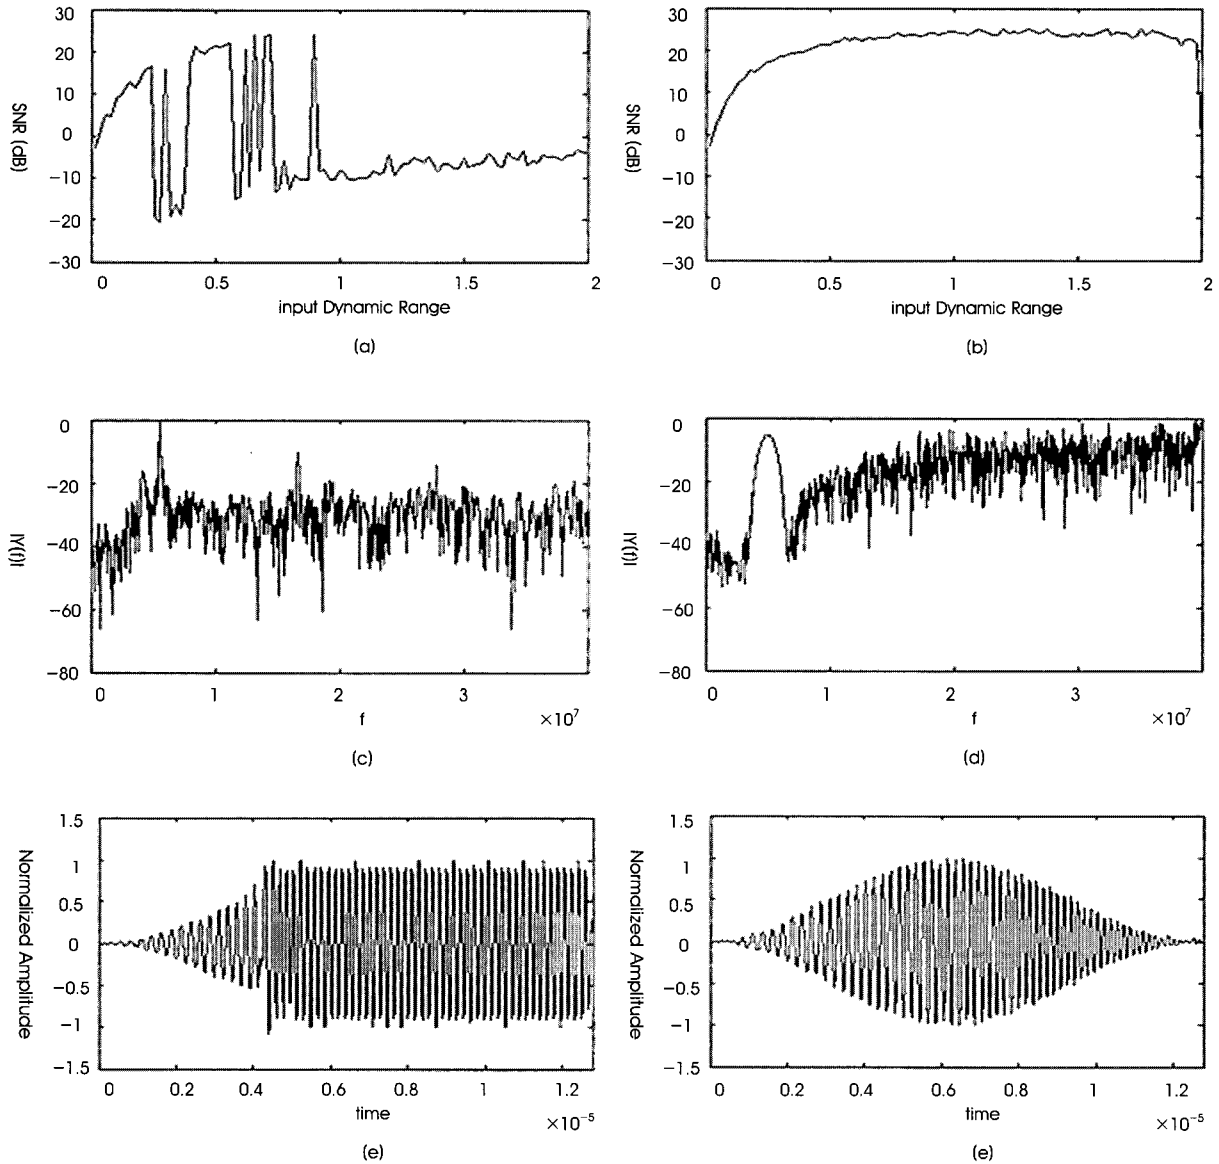 30
20
10
0
−10
−20
−30
SNR (dB)
0 0.5 1 1.5 2
input Dynamic Range
(a)
30
20
10
0
−10
−20
−30
SNR (dB)
0 0.5 1 1.5 2
input Dynamic Range
(b)
0
−20
−40
−60
−80
|Y(f)|
0 1 2 3
×10⁷
f
(c)
0
−20
−40
−60
−80
|Y(f)|
0 1 2 3
×10⁷
f
(d)
1.5
1
0.5
0
−0.5
−1
−1.5
Normalized Amplitude
0 0.2 0.4 0.6 0.8 1 1.2
time
×10⁻⁵
(e)
1.5
1
0.5
0
−0.5
−1
−1.5
Normalized Amplitude
0 0.2 0.4 0.6 0.8 1 1.2
time
×10⁻⁵
(e)